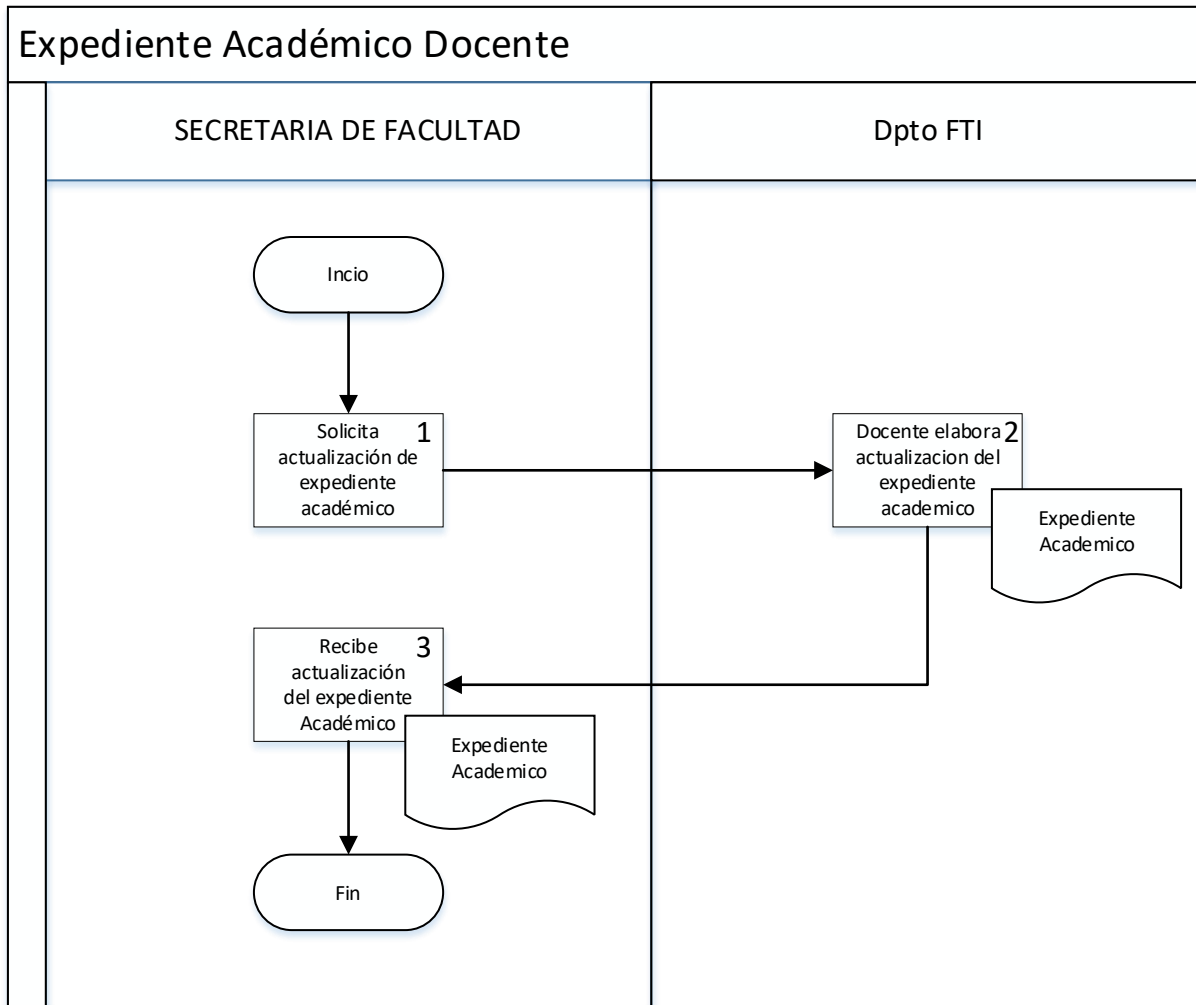 Expediente Académico Docente
SECRETARIA DE FACULTAD
Dpto FTI
Incio
Solicita
actualización de
expediente
académico
1
Docente elabora
actualizacion del
expediente
academico
2
Expediente
Academico
Recibe
actualización
del expediente
Académico
3
Expediente
Academico
Fin